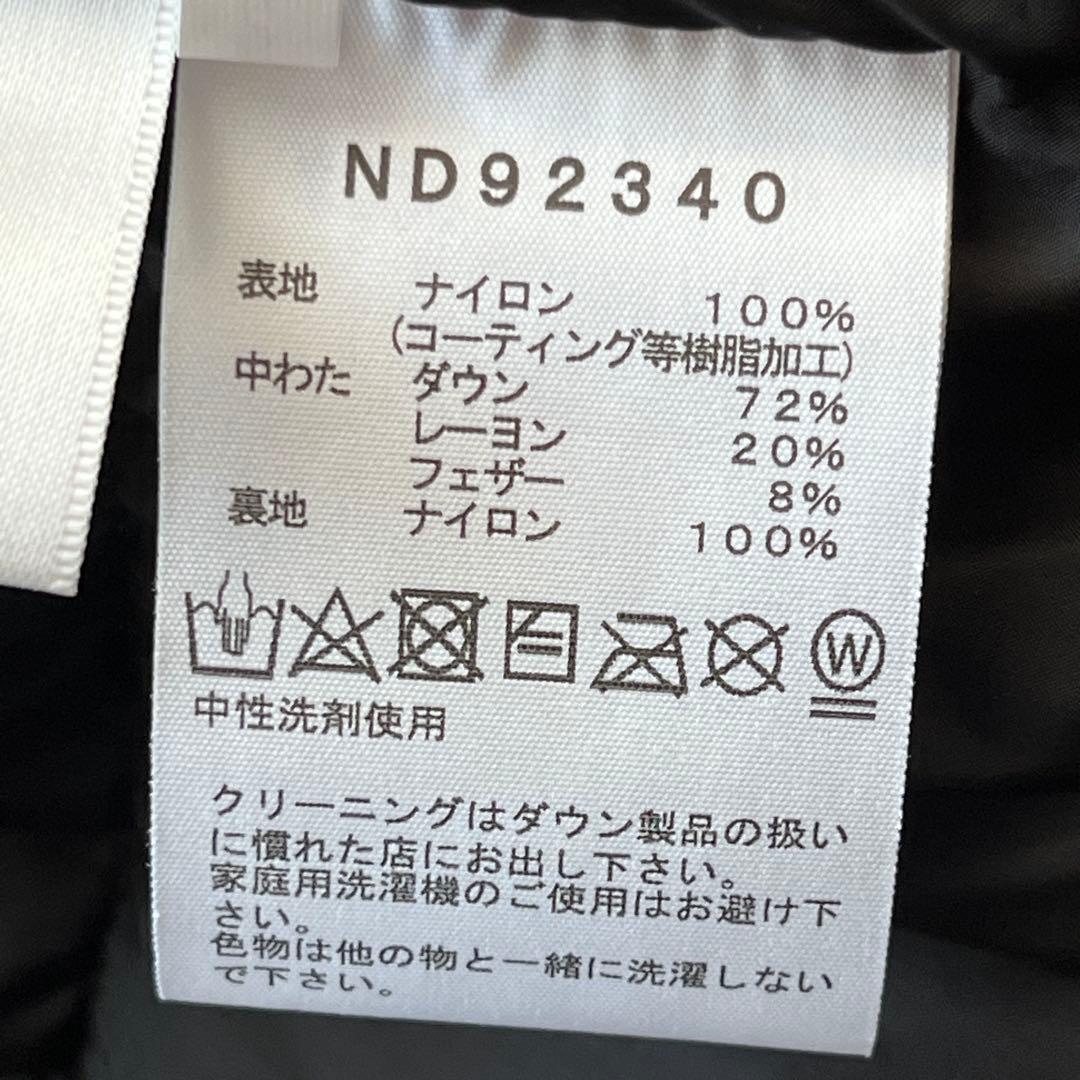 ND92340
表地 ナイロン 100%
(コーティング等樹脂加工)
中わた ダウン 72%
レーヨン 20%
フェザー 8%
裏地 ナイロン 100%
W
中性洗剤使用
クリーニングはダウン製品の扱い
に慣れた店にお出し下さい。
家庭用洗濯機のご使用はお避け下
さい。
色物は他の物と一緒に洗濯しない
で下さい。